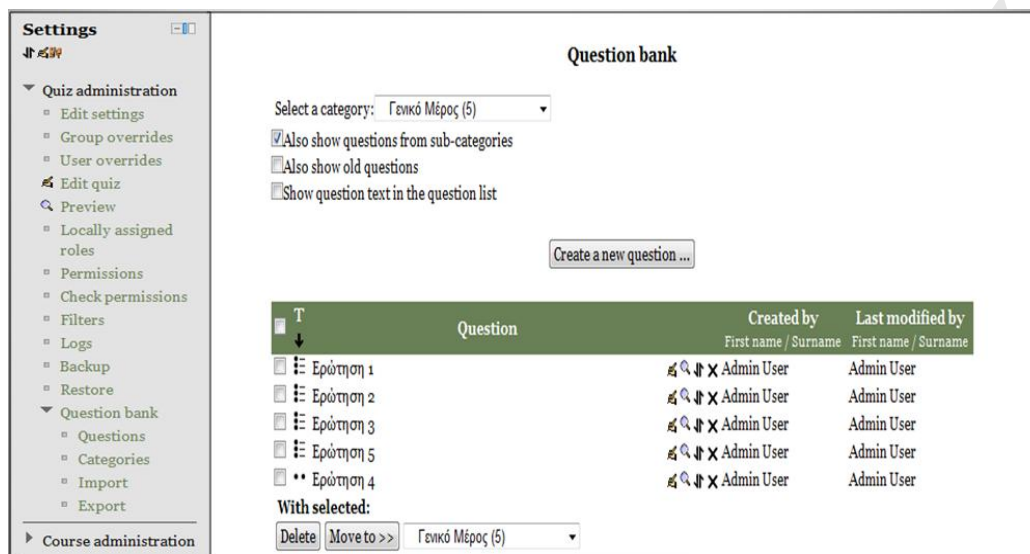 Settings
Quiz administration
Edit settings
Group overrides
User overrides
Edit quiz
Preview
Locally assigned
roles
Permissions
Check permissions
Filters
Logs
Backup
Restore
Question bank
Questions
Categories
Import
Export
Course administration
Question bank
Select a category: Γενικό Μέρος (5)
Also show questions from sub-categories
Also show old questions
Show question text in the question list
Create a new question ...
T Question Created by Last modified by
First name / Surname First name / Surname
Ερώτηση 1 Admin User Admin User
Ερώτηση 2 Admin User Admin User
Ερώτηση 3 Admin User Admin User
Ερώτηση 5 Admin User Admin User
Ερώτηση 4 Admin User Admin User
With selected:
Delete Move to >> Γενικό Μέρος (5)